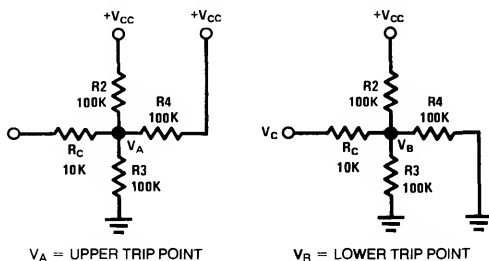 +VCC
+VCC
R2
100K
R4
100K
RC
10K
VA
R3
100K
VA = UPPER TRIP POINT
+VCC
R2
100K
R4
100K
VC
RC
10K
VB
R3
100K
VB = LOWER TRIP POINT